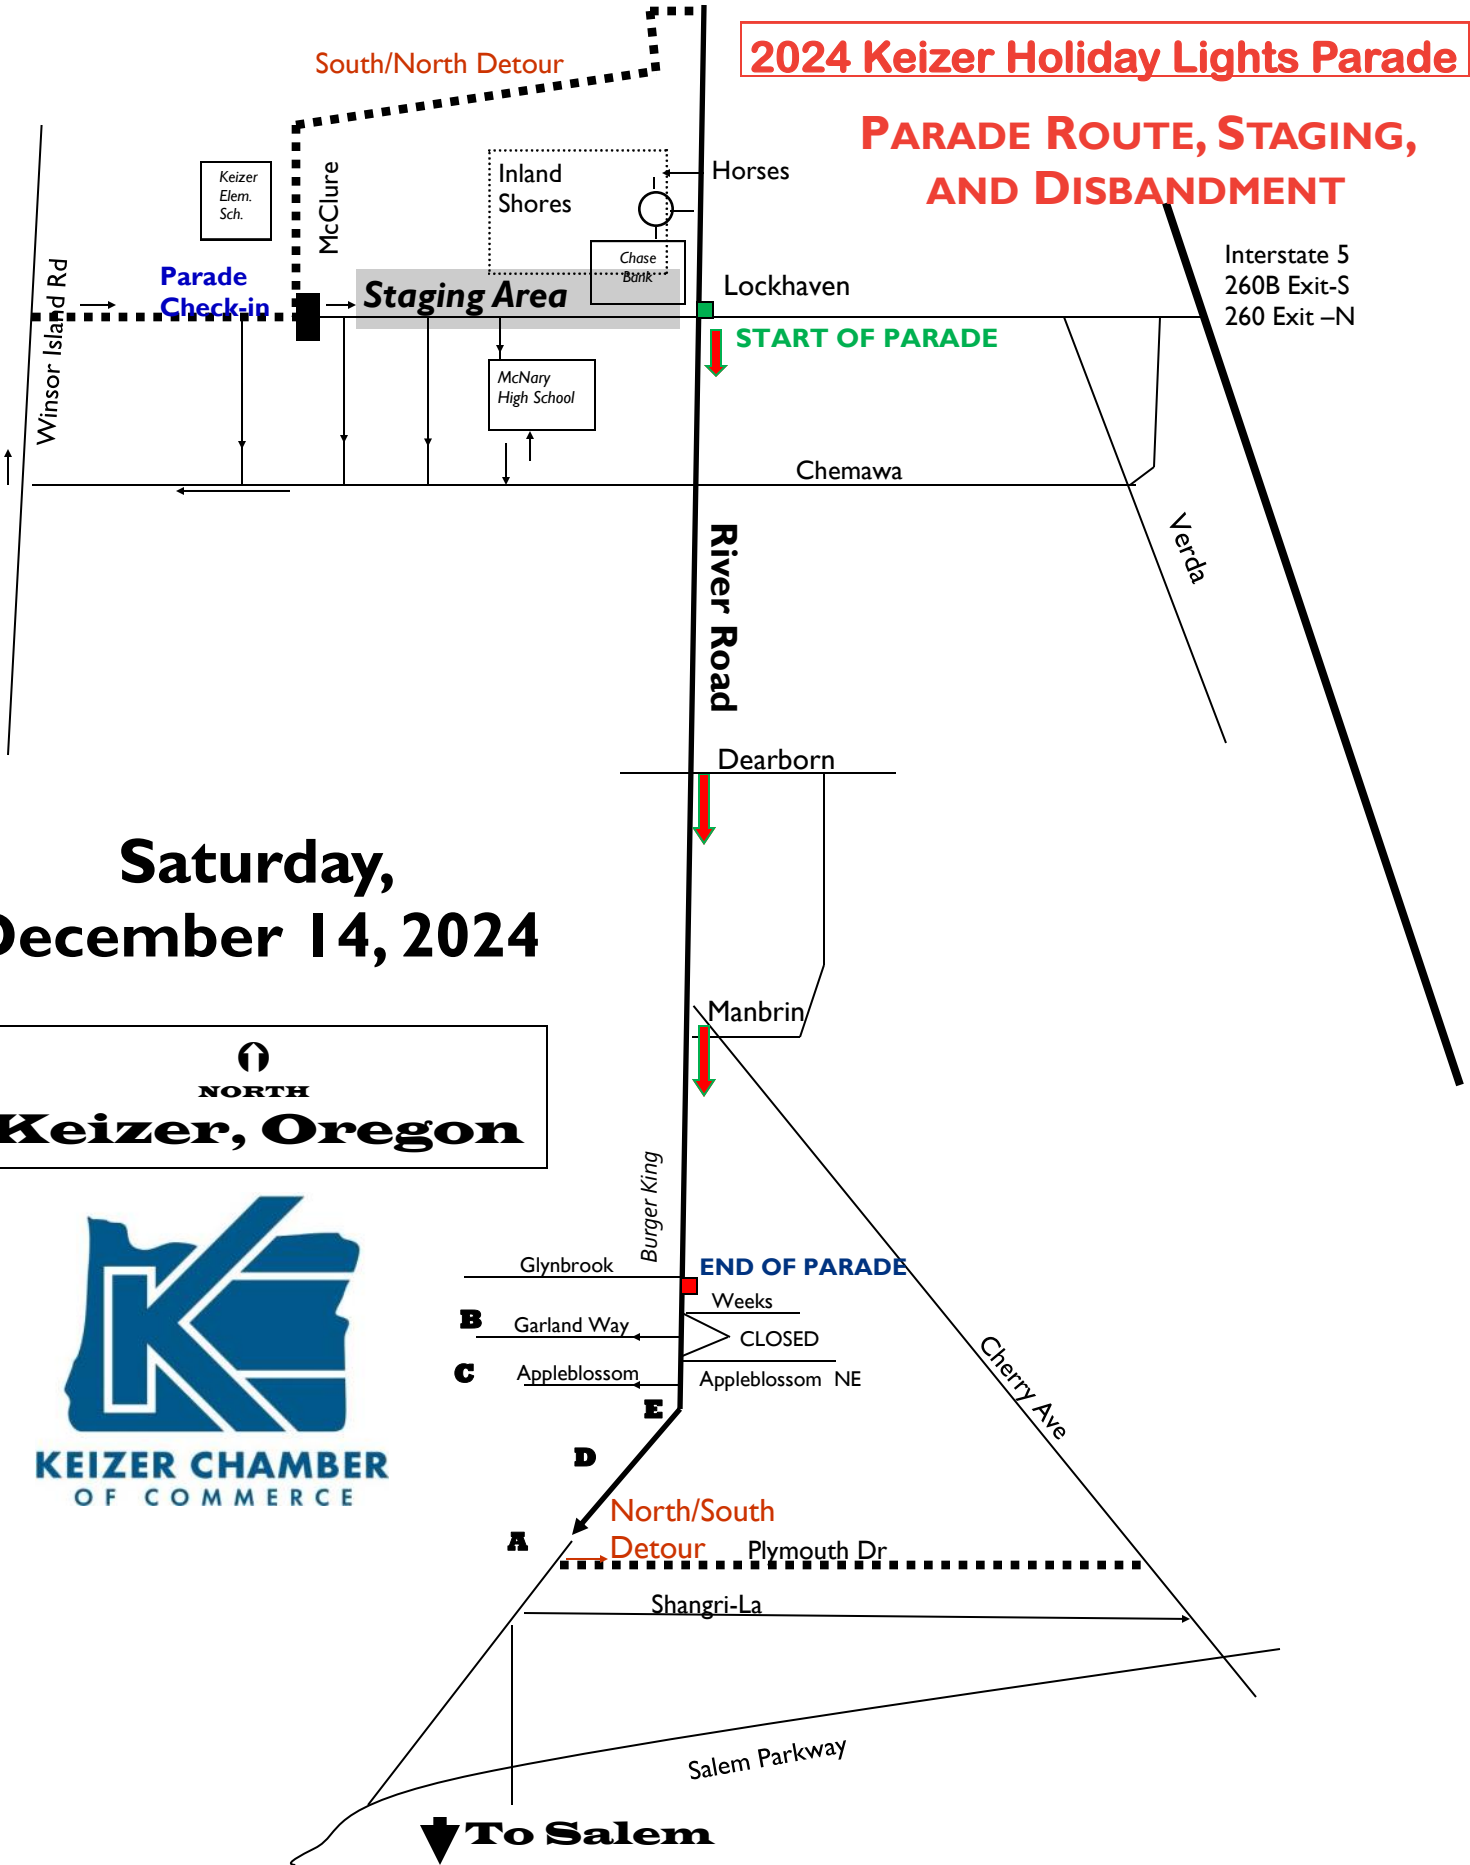 2024 Keizer Holiday Lights Parade
PARADE ROUTE, STAGING,
AND DISBANDMENT
South/North Detour
Keizer
Elem.
Sch.
McClure
Inland
Shores
Horses
Chase
Bank
Interstate 5
260B Exit-S
260 Exit –N
Winsor Island Rd
Parade
Check-in
Staging Area
Lockhaven
START OF PARADE
McNary
High School
Chemawa
Verda
River Road
Dearborn
Saturday,
December 14, 2024
Manbrin
NORTH
Keizer, Oregon
Burger King
KEIZER CHAMBER
OF COMMERCE
Glynbrook
END OF PARADE
Weeks
B
Garland Way
CLOSED
C
Appleblossom
Appleblossom NE
E
Cherry Ave
D
North/South
Detour
A
Plymouth Dr
Shangri-La
Salem Parkway
To Salem